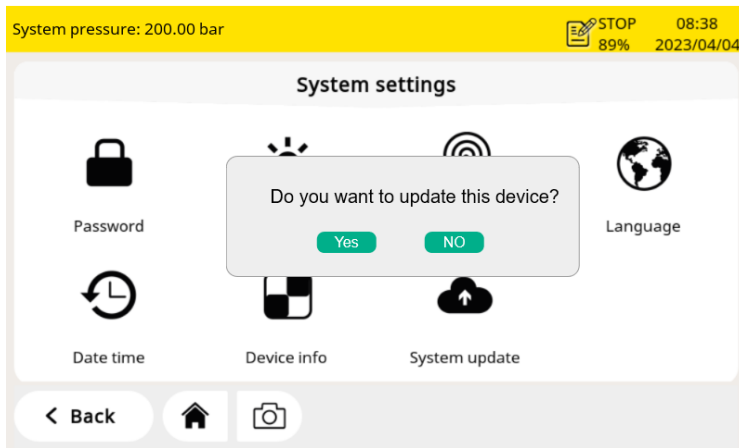 System pressure: 200.00 bar
STOP
08:38
89%
2023/04/04
System settings
Do you want to update this device?
Yes
NO
Password
Language
Date time
Device info
System update
Back